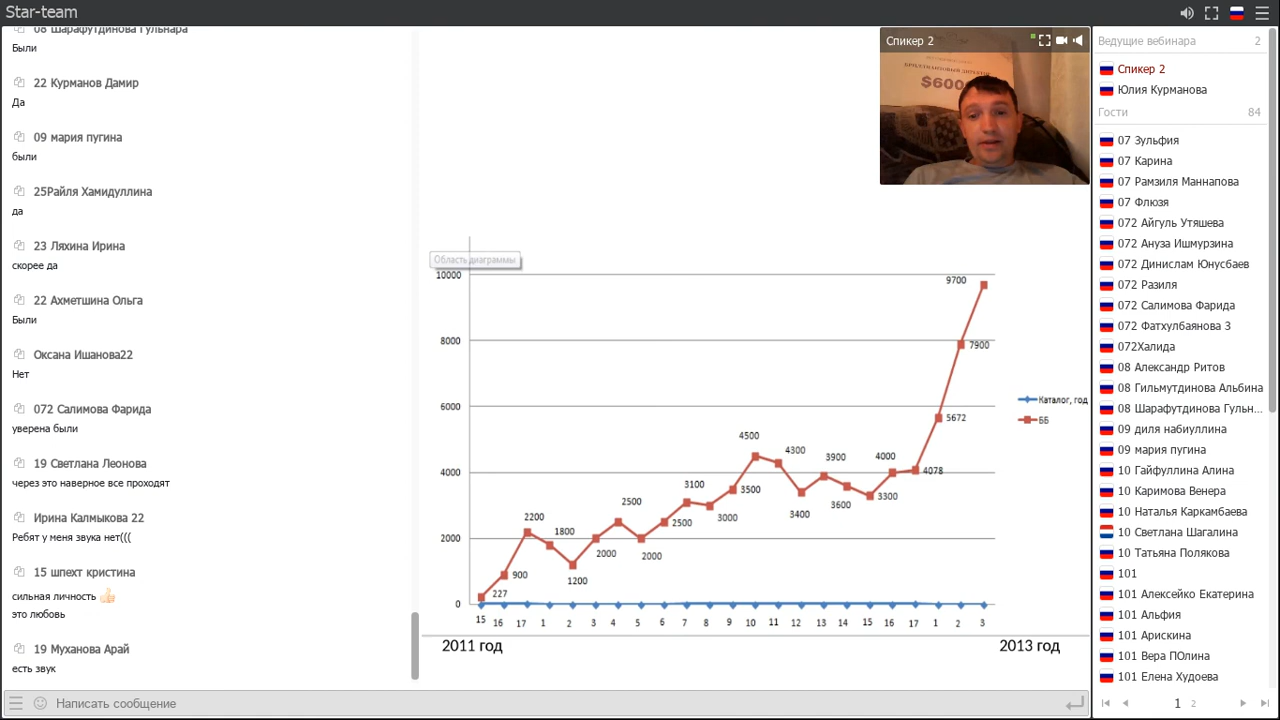 Star-team
08 Шарафутдинова Гульнара
Были
22 Курманов Дамир
Да
09 мария пугина
были
25Райля Хамидуллина
да
23 Ляхина Ирина
скорее да
22 Ахметшина Ольга
Были
Оксана Ишанова22
Нет
072 Салимова Фарида
уверена были
19 Светлана Леонова
через это наверное все проходят
Ирина Калмыкова 22
Ребят у меня звука нет(((
15 шпехт кристина
сильная личность
это любовь
19 Муханова Арай
есть звук
Написать сообщение
Спикер 2
$600
Область диаграммы
10000
8000
6000
4000
2000
0
227
900
2200
1800
1200
2000
2500
2000
2500
3100
3000
3500
4500
4300
3400
3900
3600
3300
4000
4078
5672
7900
9700
15 16 17 1 2 3 4 5 6 7 8 9 10 11 12 13 14 15 16 17 1 2 3
2011 год
2013 год
Каталог, год
ББ
Ведущие вебинара 2
Спикер 2
Юлия Курманова
Гости 84
07 Зульфия
07 Карина
07 Рамзиля Маннапова
07 Флюзя
072 Айгуль Утяшева
072 Ануза Ишмурзина
072 Динислам Юнусбаев
072 Разиля
072 Салимова Фарида
072 Фатхулбаянова З
072Халида
08 Александр Ритов
08 Гильмутдинова Альбина
08 Шарафутдинова Гульн...
09 диля набиуллина
09 мария пугина
10 Гайфуллина Алина
10 Каримова Венера
10 Наталья Каркамбаева
10 Светлана Шагалина
10 Татьяна Полякова
101
101 Алексейко Екатерина
101 Альфия
101 Арискина
101 Вера ПОлина
101 Елена Худоева
1 2